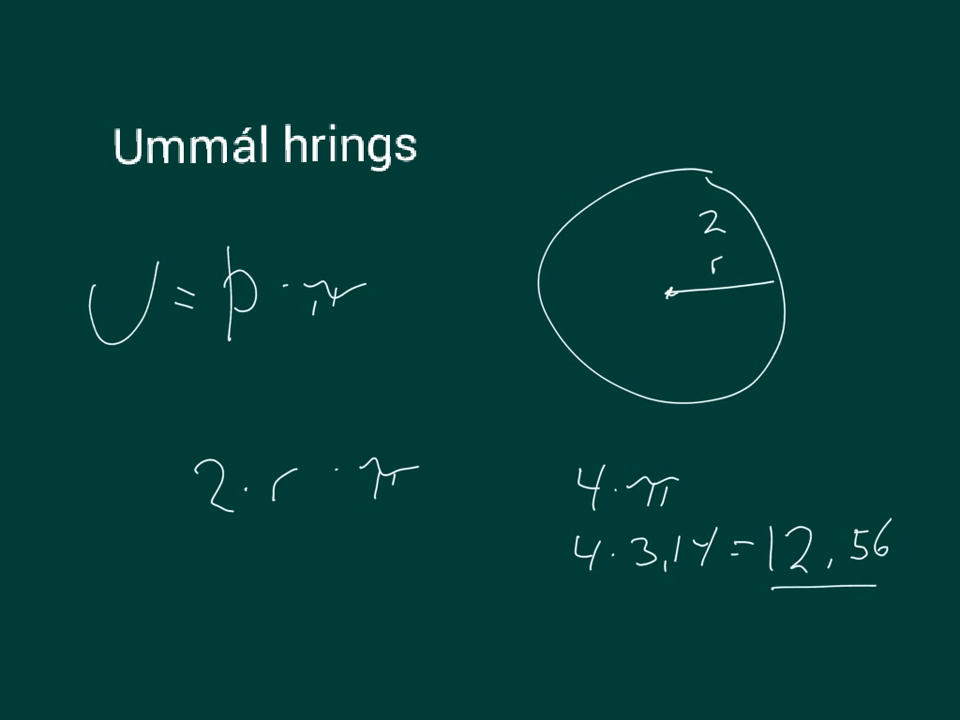 Ummál hrings
2
r
U = þ · π
2 · r · π
4 · π
4 · 3,14 = 12,56